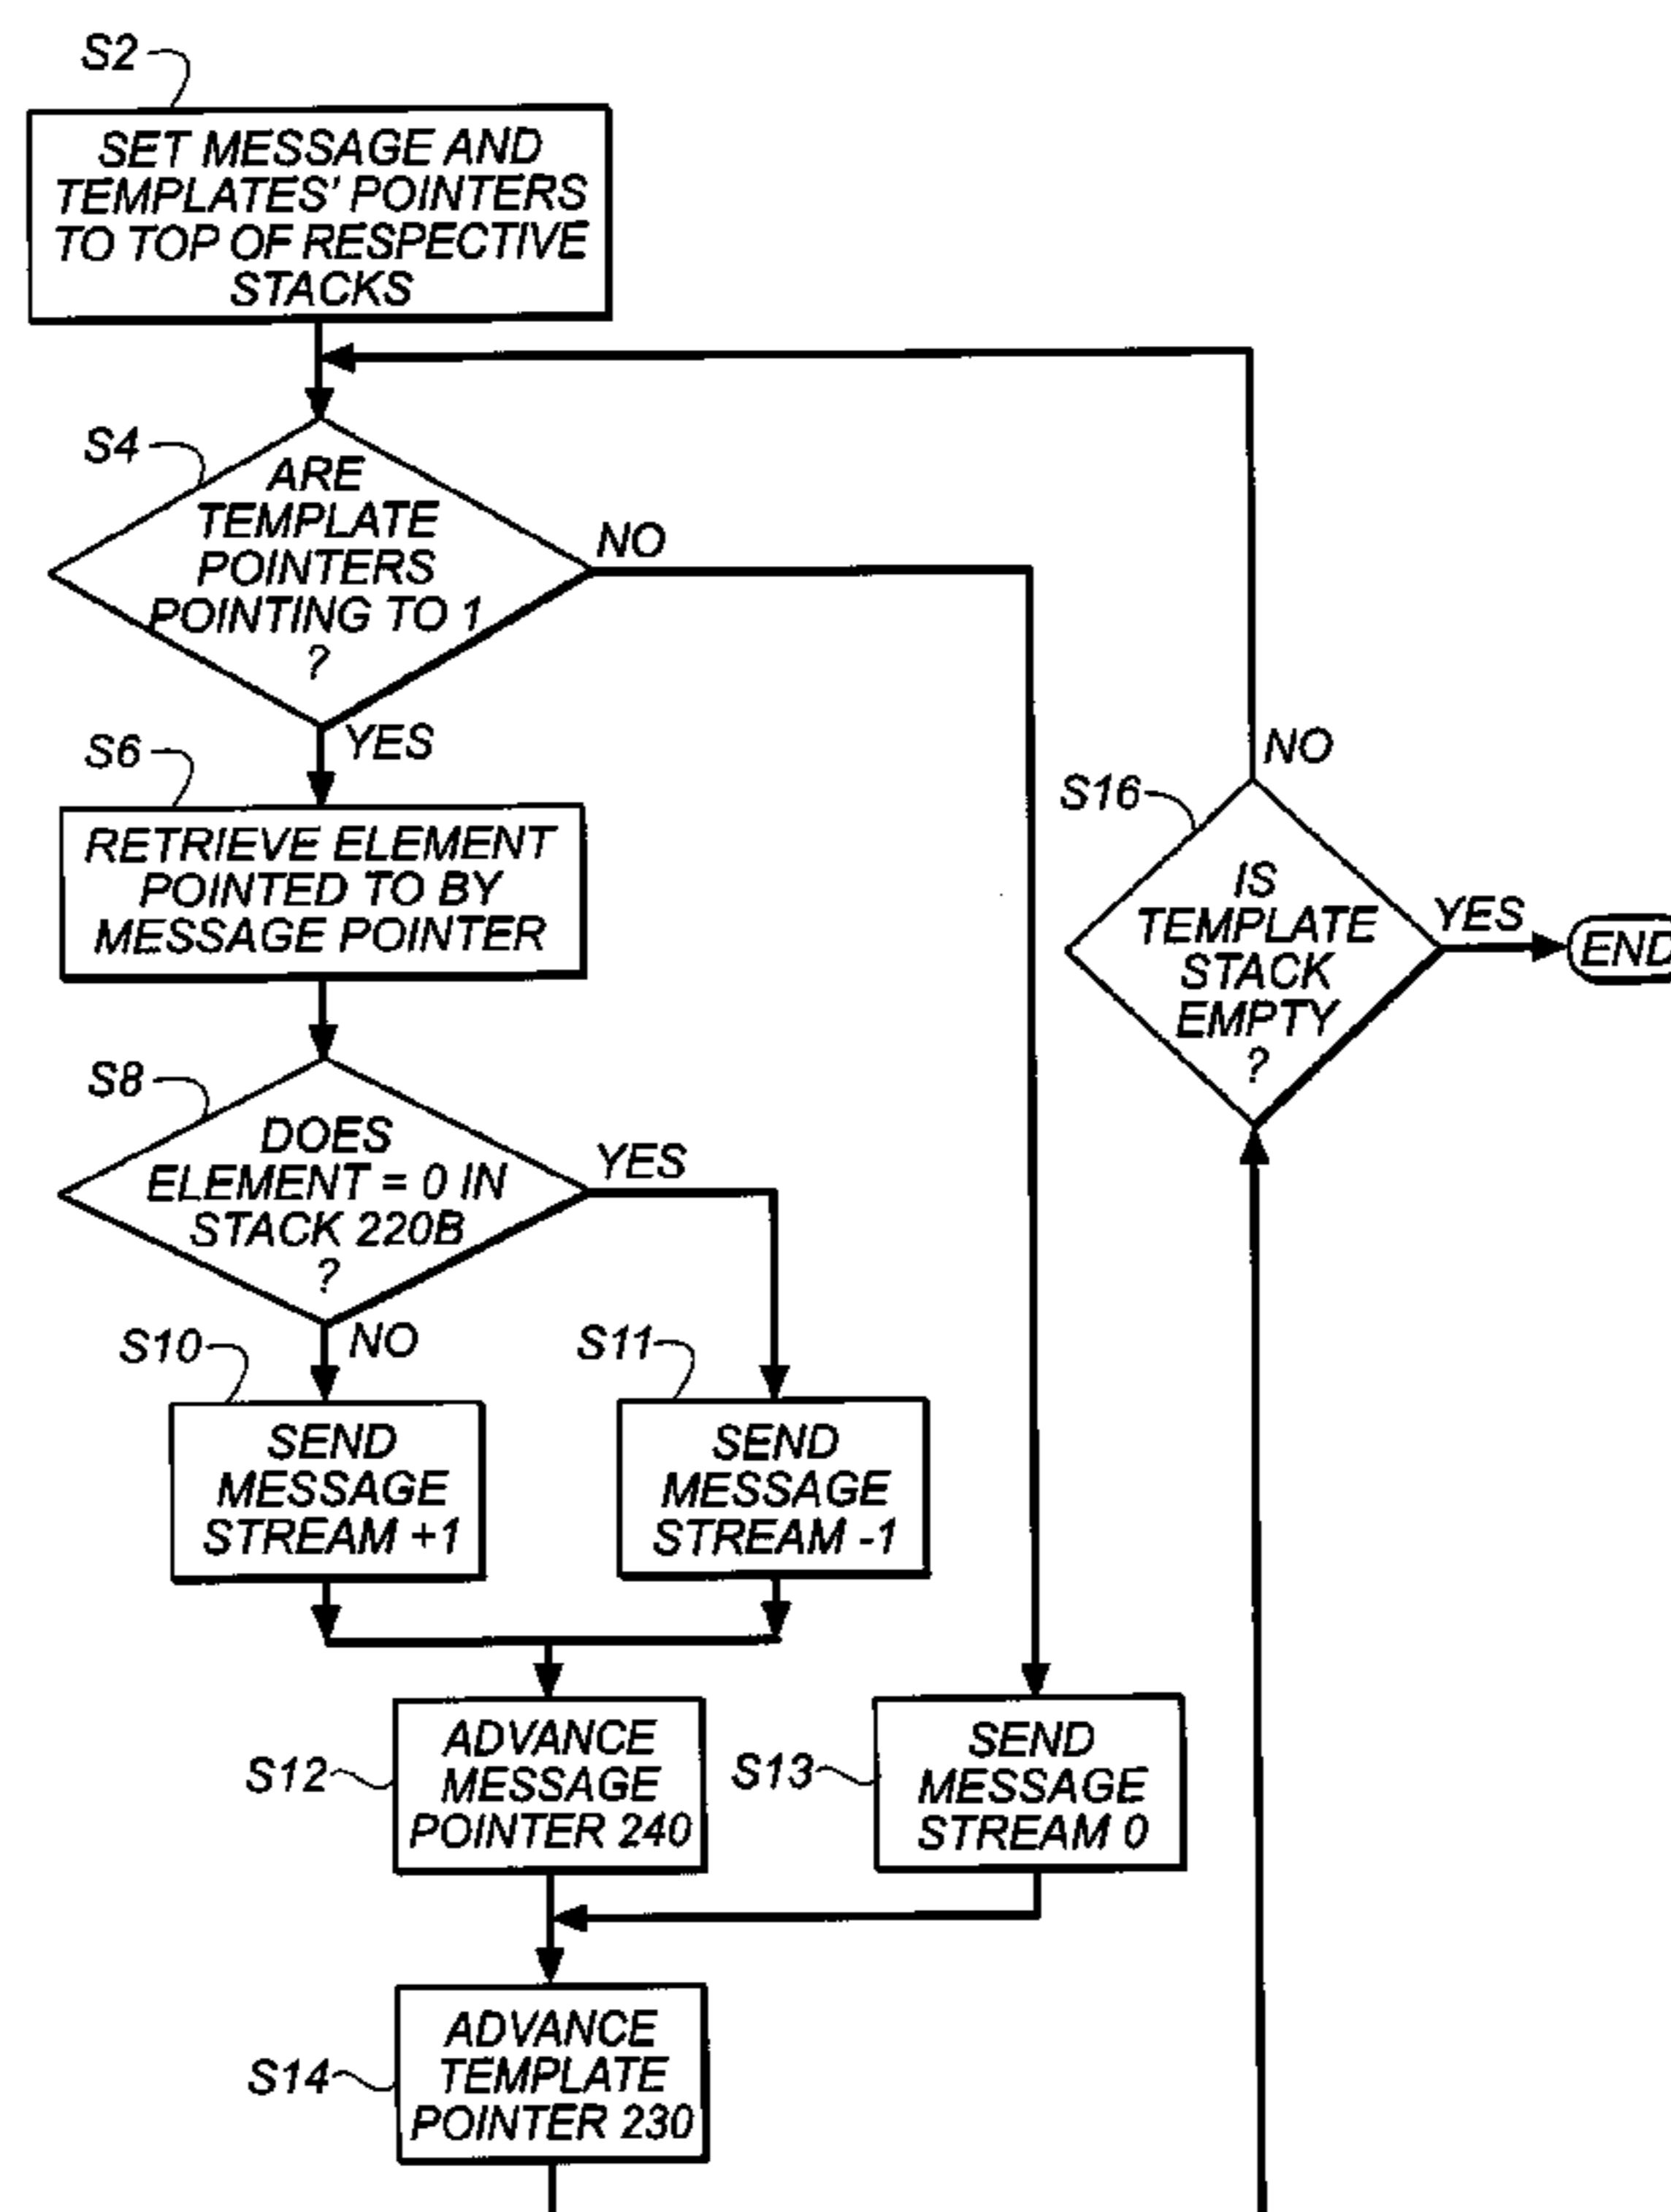 S2
SET MESSAGE AND
TEMPLATES' POINTERS
TO TOP OF RESPECTIVE
STACKS
S4
ARE
TEMPLATE
POINTERS
POINTING TO 1
?
NO
YES
S6
RETRIEVE ELEMENT
POINTED TO BY
MESSAGE POINTER
S8
DOES
ELEMENT = 0 IN
STACK 220B
?
YES
NO
S10
SEND
MESSAGE
STREAM +1
S11
SEND
MESSAGE
STREAM -1
S12
ADVANCE
MESSAGE
POINTER 240
S13
SEND
MESSAGE
STREAM 0
S14
ADVANCE
TEMPLATE
POINTER 230
S16
IS
TEMPLATE
STACK
EMPTY
?
NO
YES
END